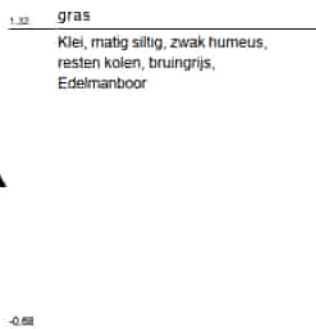 1.32 gras
Klei, matig siltig, zwak humeus,
resten kolen, bruingrijs,
Edelmanboor
-0.68